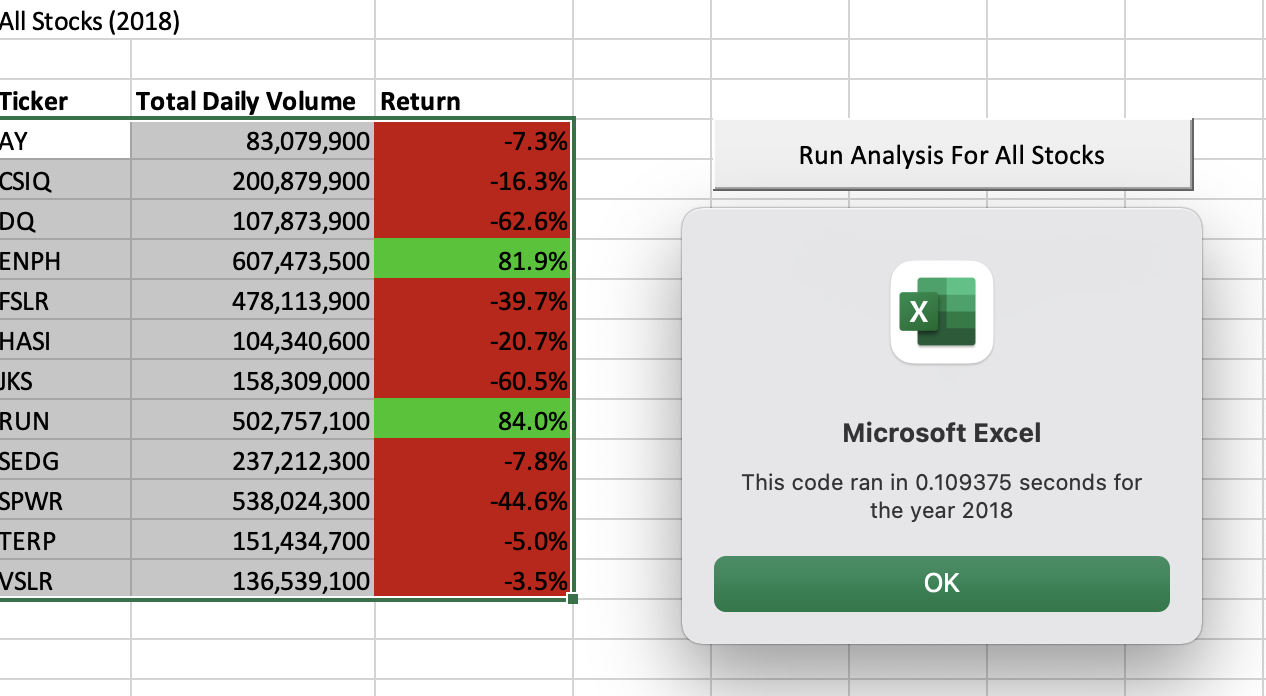 All Stocks (2018)
Ticker Total Daily Volume Return
AY 83,079,900 -7.3%
CSIQ 200,879,900 -16.3%
DQ 107,873,900 -62.6%
ENPH 607,473,500 81.9%
FSLR 478,113,900 -39.7%
HASI 104,340,600 -20.7%
JKS 158,309,000 -60.5%
RUN 502,757,100 84.0%
SEDG 237,212,300 -7.8%
SPWR 538,024,300 -44.6%
TERP 151,434,700 -5.0%
VSLR 136,539,100 -3.5%
Run Analysis For All Stocks
X
Microsoft Excel
This code ran in 0.109375 seconds for
the year 2018
OK